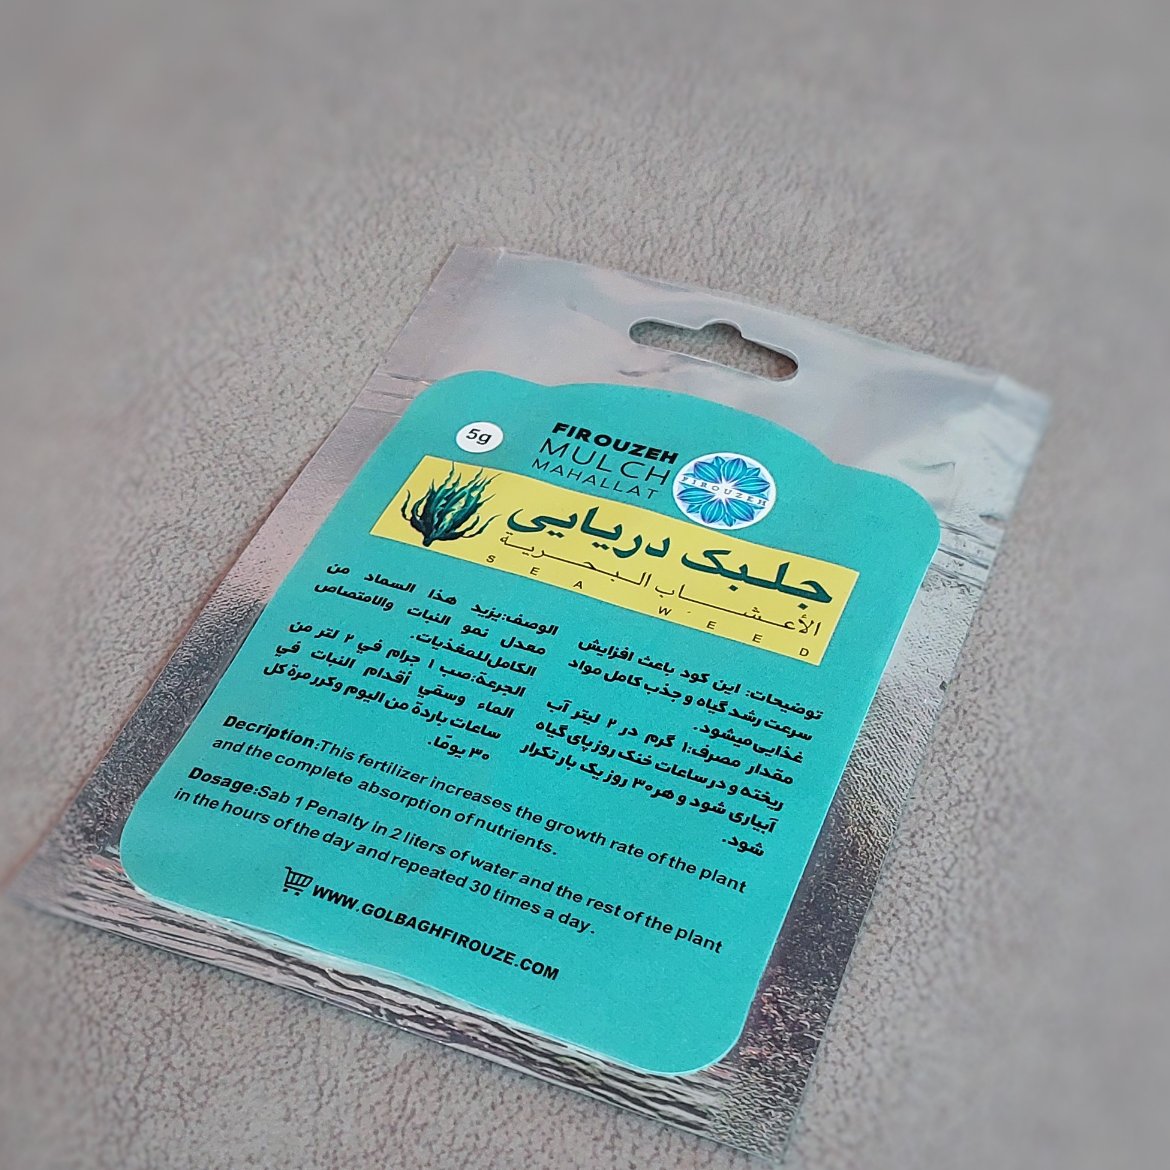 5g
FIROUZEH
MULCH
MAHALLAT
FIROUZEH
جلبک دریایی
الأعشاب البحرية
SEA WEED
توضیحات: این کود باعث افزایش
سرعت رشد گیاه و جذب کامل مواد
غذایی میشود.
مقدار مصرف:۱ گرم در ۲ لیتر آب
ریخته و در ساعات خنک روز پای گیاه
آبیاری شود و هر ۳۰ روز یک بار تکرار
شود.
الوصف:يزيد هذا السماد من
معدل نمو النبات والامتصاص
الكامل للمغذيات.
الجرعة:صب ۱ جرام في ۲ لتر من
الماء وسقي أقدام النبات في
ساعات باردة من اليوم وكرر مرة كل
۳۰ يومًا.
Decription:This fertilizer increases the growth rate of the plant
and the complete absorption of nutrients.
Dosage:Sab 1 Penalty in 2 liters of water and the rest of the plant
in the hours of the day and repeated 30 times a day.
WWW.GOLBAGHFIROUZE.COM